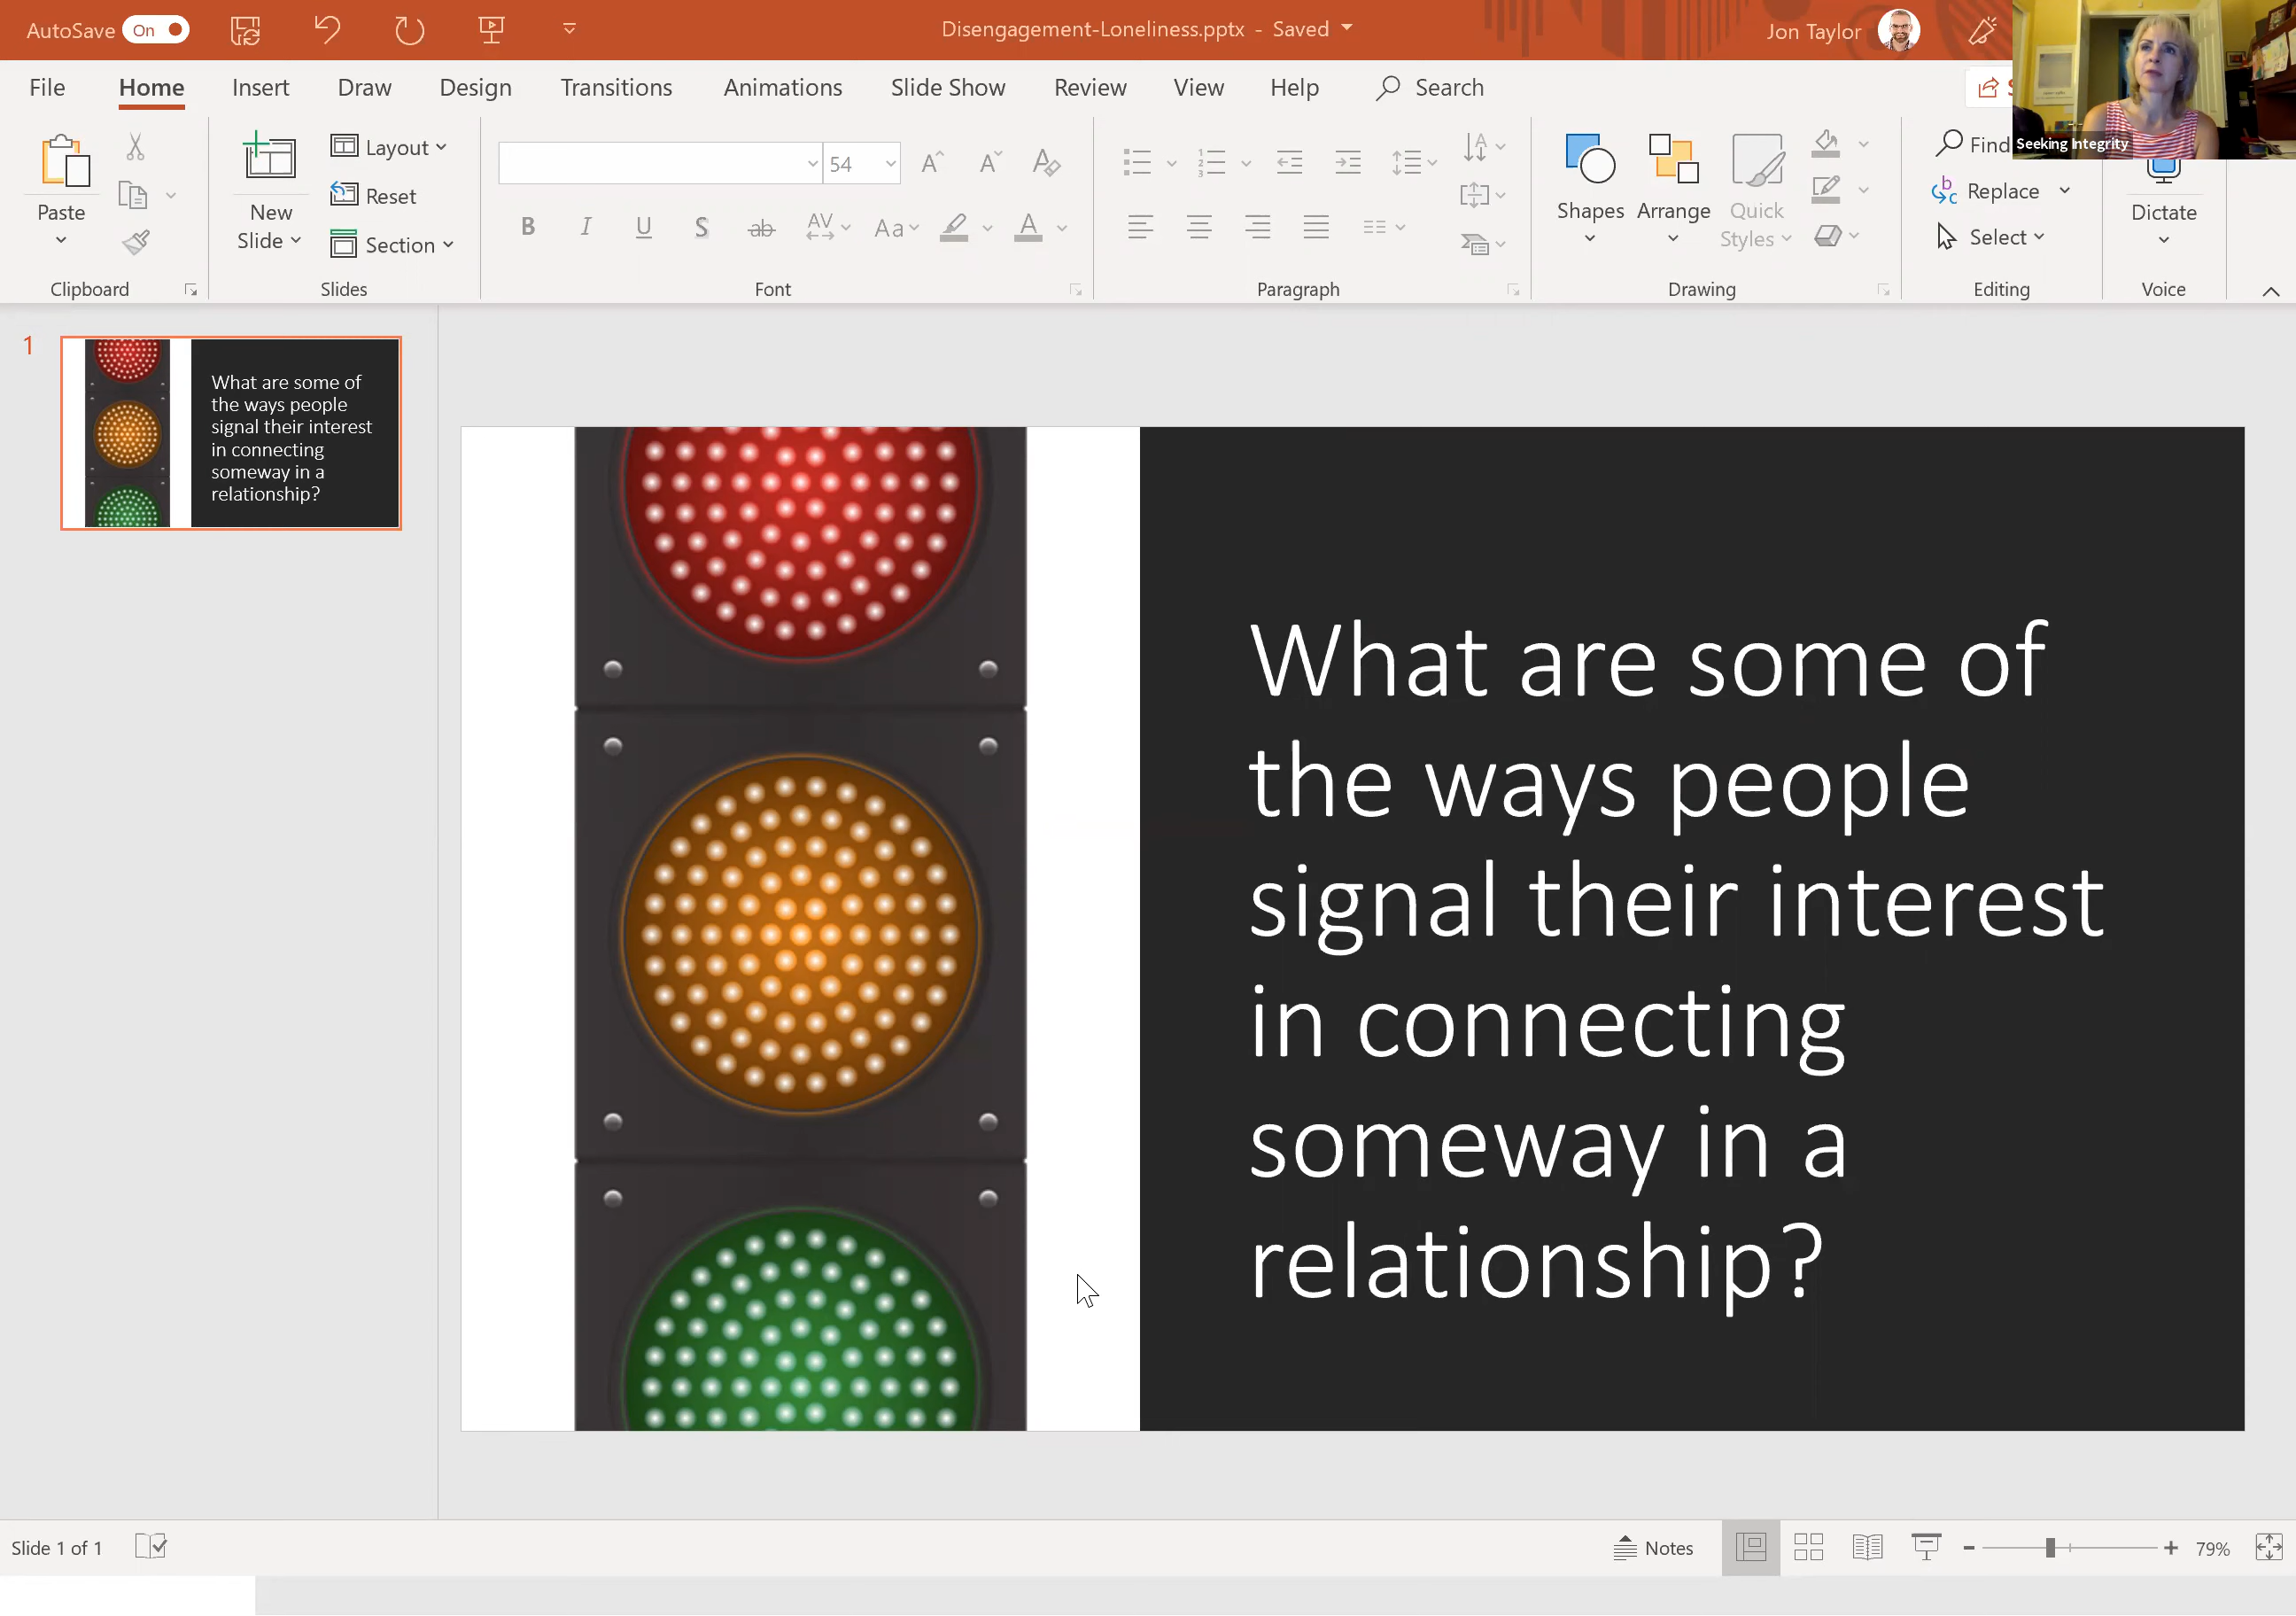 AutoSave On
Disengagement-Loneliness.pptx - Saved
Jon Taylor
File Home Insert Draw Design Transitions Animations Slide Show Review View Help Search
Seeking Integrity
Paste
New
Slide
Layout
Reset
Section
54
Shapes
Arrange
Quick
Styles
Find
Replace
Select
Dictate
Clipboard
Slides
Font
Paragraph
Drawing
Editing
Voice
1
What are some of
the ways people
signal their interest
in connecting
someway in a
relationship?
What are some of
the ways people
signal their interest
in connecting
someway in a
relationship?
Slide 1 of 1
Notes
79%